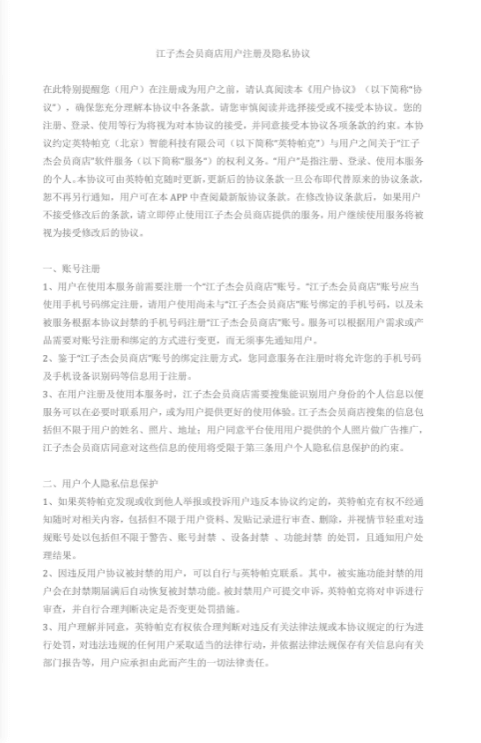 江子杰会员商店用户注册及隐私协议
在此特别提醒您（用户）在注册成为用户之前，请认真阅读本《用户协议》（以下简称“协
议”），确保您充分理解本协议中各条款。请您审慎阅读并选择接受或不接受本协议。您的
注册、登录、使用等行为将视为对本协议的接受，并同意接受本协议各项条款的约束。本协
议约定英特帕克（北京）智能科技有限公司（以下简称“英特帕克”）与用户之间关于“江子
杰会员商店”软件服务（以下简称“服务”）的权利义务。“用户”是指注册、登录、使用本服务
的个人。本协议可由英特帕克随时更新，更新后的协议条款一旦公布即代替原来的协议条款，
恕不再另行通知，用户可在本 APP 中查阅最新版协议条款。在修改协议条款后，如果用户
不接受修改后的条款，请立即停止使用江子杰会员商店提供的服务，用户继续使用服务将被
视为接受修改后的协议。
一、账号注册
1、用户在使用本服务前需要注册一个“江子杰会员商店”账号。“江子杰会员商店”账号应当
使用手机号码绑定注册，请用户使用尚未与“江子杰会员商店”账号绑定的手机号码，以及未
被服务根据本协议封禁的手机号码注册“江子杰会员商店”账号。服务可以根据用户需求或产
品需要对账号注册和绑定的方式进行变更，而无须事先通知用户。
2、鉴于“江子杰会员商店”账号的绑定注册方式，您同意服务在注册时将允许您的手机号码
及手机设备识别码等信息用于注册。
3、在用户注册及使用本服务时，江子杰会员商店需要搜集能识别用户身份的个人信息以便
服务可以在必要时联系用户，或为用户提供更好的使用体验。江子杰会员商店搜集的信息包
括但不限于用户的姓名、照片、地址；用户同意平台使用用户提供的个人照片做广告推广，
江子杰会员商店同意对这些信息的使用将受限于第三条用户个人隐私信息保护的约束。
二、用户个人隐私信息保护
1、如果英特帕克发现或收到他人举报或投诉用户违反本协议约定的，英特帕克有权不经通
知随时对相关内容，包括但不限于用户资料、发贴记录进行审查、删除，并视情节轻重对违
规账号处以包括但不限于警告、账号封禁 、设备封禁 、功能封禁 的处罚，且通知用户处
理结果。
2、因违反用户协议被封禁的用户，可以自行与英特帕克联系。其中，被实施功能封禁的用
户会在封禁期届满后自动恢复被封禁功能。被封禁用户可提交申诉，英特帕克将对申诉进行
审查，并自行合理判断决定是否变更处罚措施。
3、用户理解并同意，英特帕克有权依合理判断对违反有关法律法规或本协议规定的行为进
行处罚，对违法违规的任何用户采取适当的法律行动，并依据法律法规保存有关信息向有关
部门报告等，用户应承担由此而产生的一切法律责任。